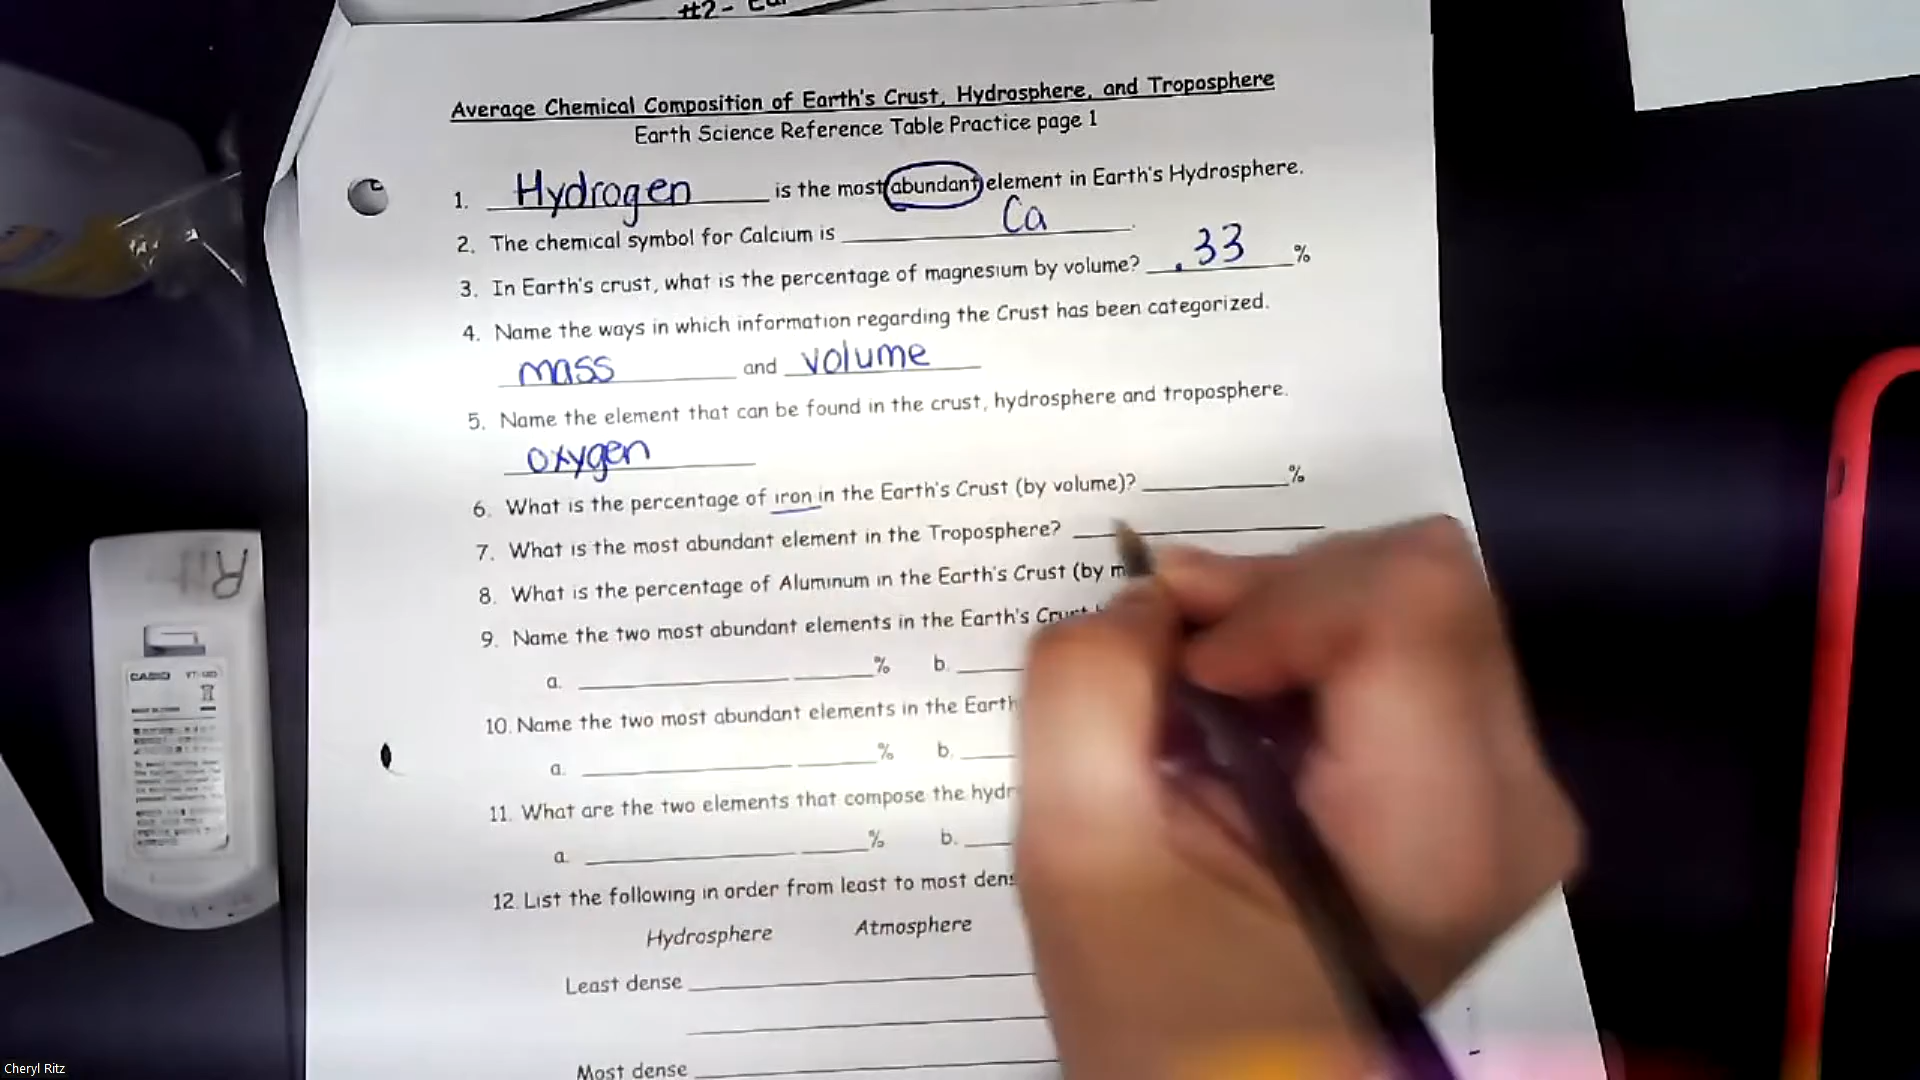 #2-
Average Chemical Composition of Earth's Crust, Hydrosphere, and Troposphere
Earth Science Reference Table Practice page 1
1. Hydrogen is the most abundant element in Earth's Hydrosphere.
2. The chemical symbol for Calcium is Ca.
3. In Earth's crust, what is the percentage of magnesium by volume? .33 %
4. Name the ways in which information regarding the Crust has been categorized.
mass and volume
5. Name the element that can be found in the crust, hydrosphere and troposphere.
oxygen
6. What is the percentage of iron in the Earth's Crust (by volume)? %
7. What is the most abundant element in the Troposphere?
8. What is the percentage of Aluminum in the Earth's Crust (by
9. Name the two most abundant elements in the Earth's Crust
a. % b.
10. Name the two most abundant elements in the Earth
a. % b.
11. What are the two elements that compose the
a. % b.
12. List the following in order from least to most
Hydrosphere Atmosphere
Least dense
Most dense
CASIO
Cheryl Ritz